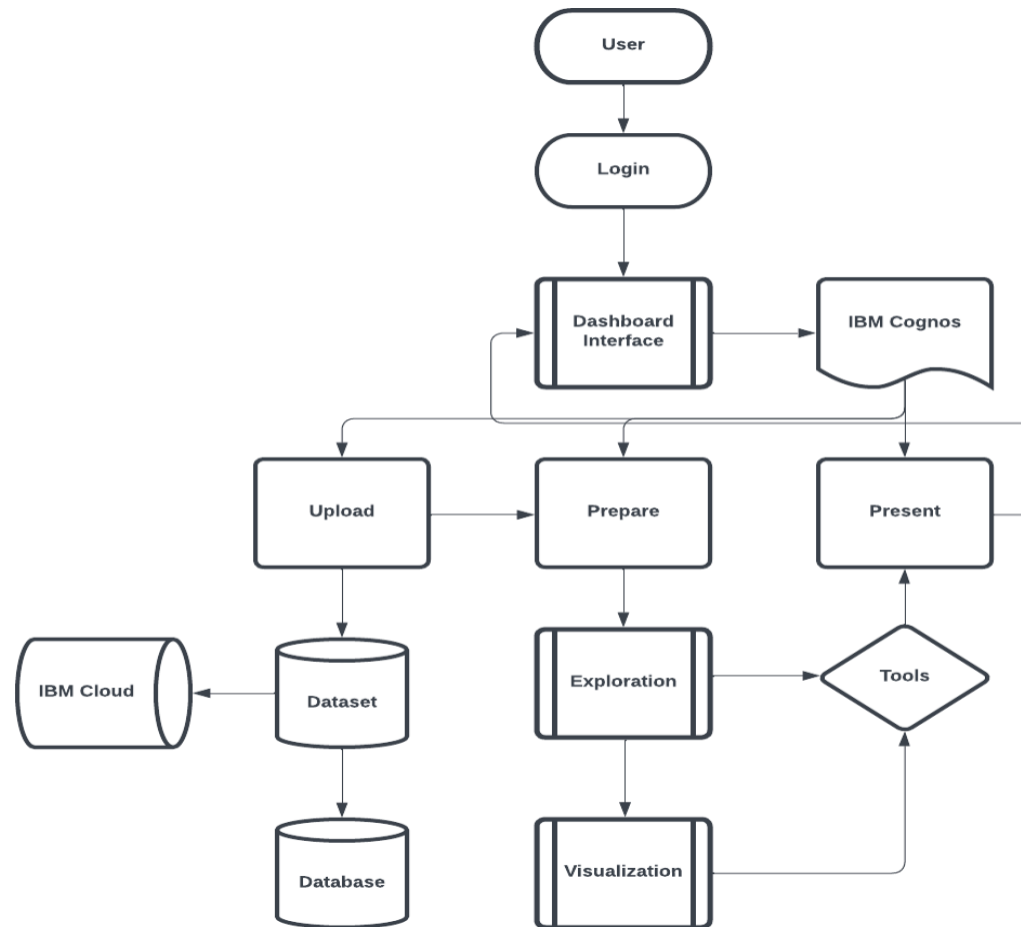 User
Login
Dashboard
Interface
IBM Cognos
Upload
Prepare
Present
IBM Cloud
Dataset
Exploration
Tools
Database
Visualization